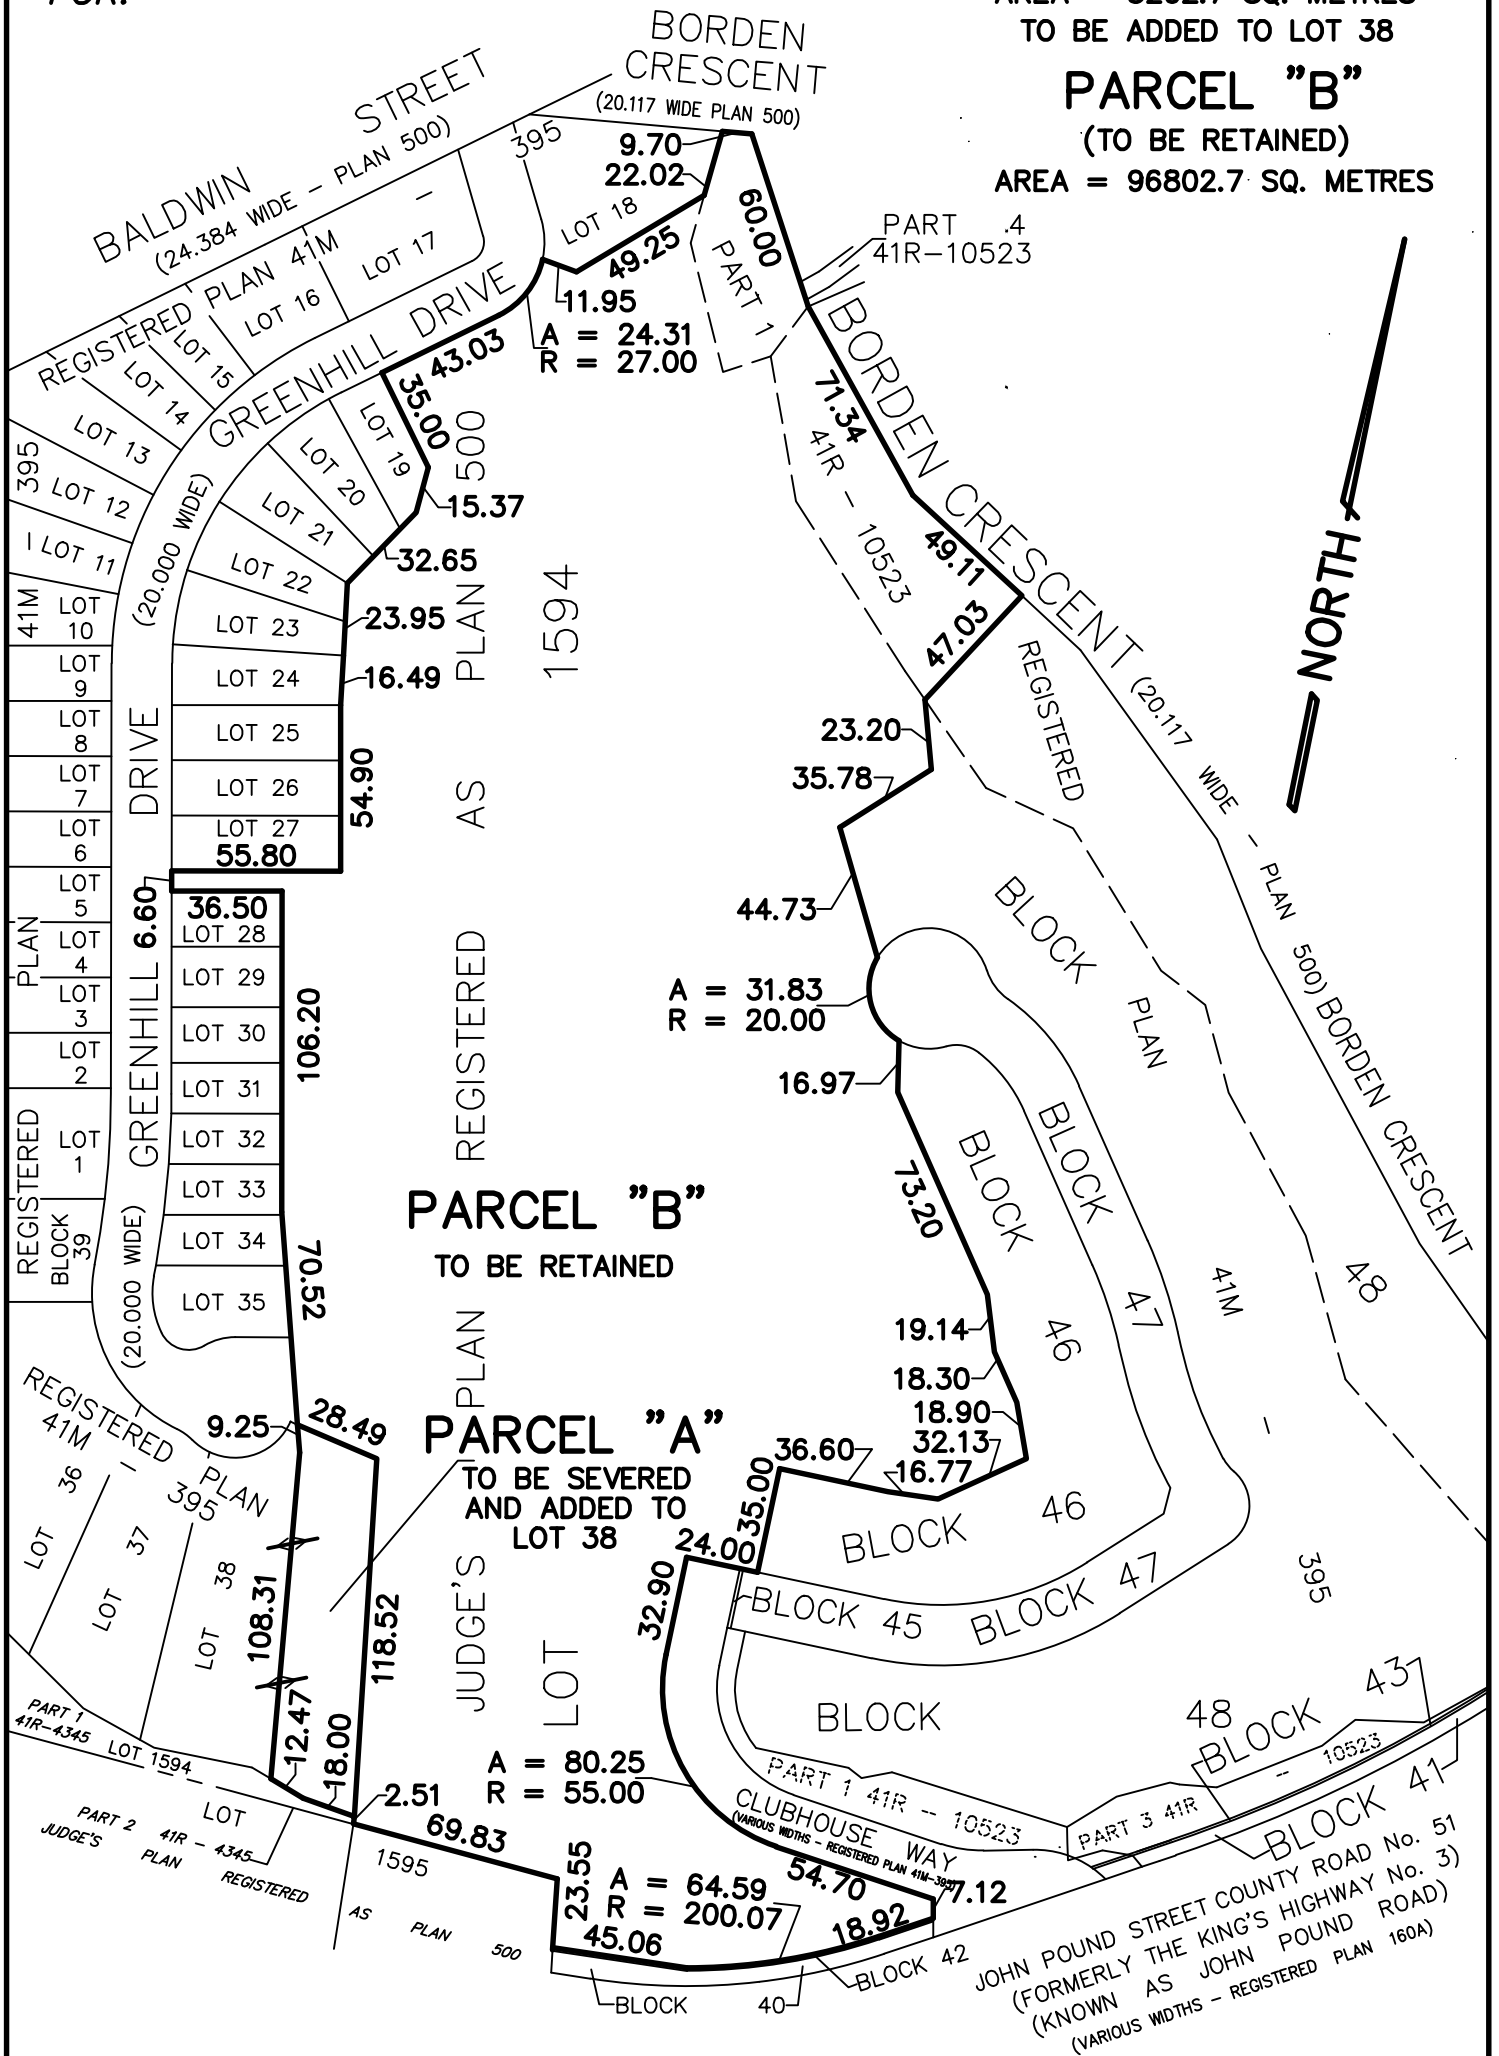 BORDEN
CRESCENT
(20.117 WIDE PLAN 500)
TO BE ADDED TO LOT 38
PARCEL "B"
(TO BE RETAINED)
AREA = 96802.7 SQ. METRES
BALDWIN STREET
(24.384 WIDE - PLAN 500)
REGISTERED PLAN 41M - 395
9.70
22.02
LOT 18
49.25
11.95
A = 24.31
R = 27.00
60.00
PART 1
41R - 10523
PART .4
41R-10523
BORDEN CRESCENT
71.34
49.11
47.03
NORTH
GREENHILL DRIVE
(20.000 WIDE)
43.03
35.00
15.37
32.65
23.95
16.49
54.90
LOT 17
LOT 16
LOT 15
LOT 14
LOT 13
LOT 12
LOT 11
LOT
10
LOT
9
LOT
8
LOT
7
LOT
6
LOT
5
LOT
4
LOT
3
LOT
2
LOT
1
BLOCK
39
REGISTERED PLAN 41M - 395
LOT 19
LOT 20
LOT 21
LOT 22
LOT 23
LOT 24
LOT 25
LOT 26
LOT 27
55.80
6.60
36.50
LOT 28
LOT 29
LOT 30
LOT 31
LOT 32
LOT 33
LOT 34
LOT 35
GREENHILL DRIVE
(20.000 WIDE)
106.20
70.52
JUDGE'S PLAN REGISTERED AS PLAN 500
LOT 1594
23.20
35.78
44.73
A = 31.83
R = 20.00
16.97
73.20
19.14
18.30
18.90
32.13
16.77
36.60
35.00
24.00
32.90
(20.117 WIDE - PLAN 500)
BORDEN CRESCENT
REGISTERED PLAN 41M - 395
BLOCK 48
BLOCK 47
BLOCK 46
PARCEL "B"
TO BE RETAINED
PARCEL "A"
TO BE SEVERED
AND ADDED TO
LOT 38
9.25
28.49
REGISTERED PLAN
41M - 395
LOT 36
LOT 37
LOT 38
108.31
118.52
12.47
18.00
2.51
PART 1
41R-4345
LOT 1594
PART 2 41R - 4345
LOT 1595
JUDGE'S PLAN REGISTERED AS PLAN 500
69.83
23.55
45.06
A = 80.25
R = 55.00
A = 64.59
R = 200.07
18.92
54.70
7.12
BLOCK 46
BLOCK 45
BLOCK 47
BLOCK 48
BLOCK 43
PART 1 41R -- 10523
PART 3 41R -- 10523
CLUBHOUSE WAY
(VARIOUS WIDTHS - REGISTERED PLAN 41M-395)
BLOCK 41
BLOCK 42
BLOCK 40
JOHN POUND STREET COUNTY ROAD No. 51
(FORMERLY THE KING'S HIGHWAY No. 3)
(KNOWN AS JOHN POUND ROAD)
(VARIOUS WIDTHS - REGISTERED PLAN 160A)